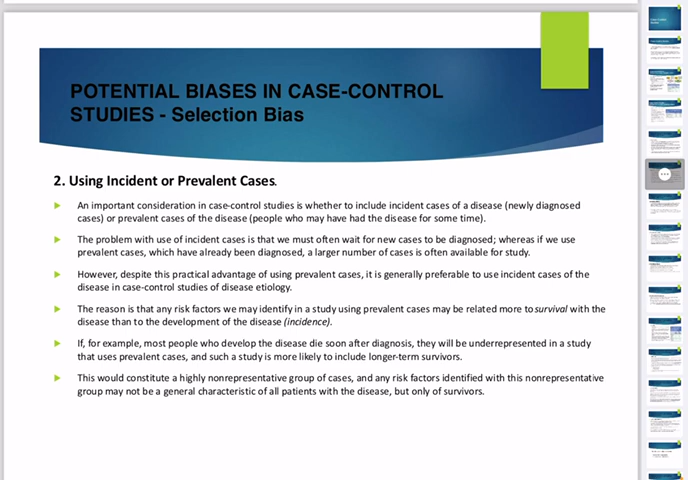 POTENTIAL BIASES IN CASE-CONTROL
STUDIES - Selection Bias
2. Using Incident or Prevalent Cases.
An important consideration in case-control studies is whether to include incident cases of a disease (newly diagnosed
cases) or prevalent cases of the disease (people who may have had the disease for some time).
The problem with use of incident cases is that we must often wait for new cases to be diagnosed; whereas if we use
prevalent cases, which have already been diagnosed, a larger number of cases is often available for study.
However, despite this practical advantage of using prevalent cases, it is generally preferable to use incident cases of the
disease in case-control studies of disease etiology.
The reason is that any risk factors we may identify in a study using prevalent cases may be related more to survival with the
disease than to the development of the disease (incidence).
If, for example, most people who develop the disease die soon after diagnosis, they will be underrepresented in a study
that uses prevalent cases, and such a study is more likely to include longer-term survivors.
This would constitute a highly nonrepresentative group of cases, and any risk factors identified with this nonrepresentative
group may not be a general characteristic of all patients with the disease, but only of survivors.